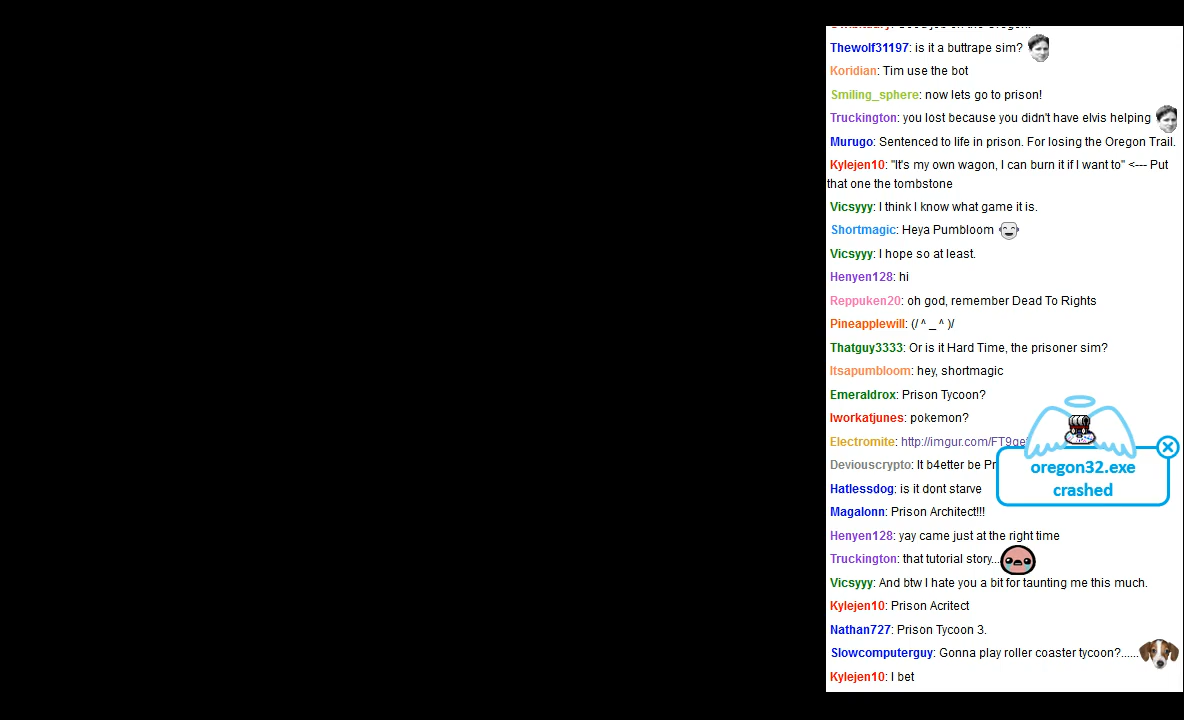 Thewolf31197: is it a buttrape sim?
Koridian: Tim use the bot
Smiling_sphere: now lets go to prison!
Truckington: you lost because you didn't have elvis helping
Murugo: Sentenced to life in prison. For losing the Oregon Trail.
Kylejen10: "It's my own wagon, I can burn it if I want to" <--- Put
that one the tombstone
Vicsyyy: I think I know what game it is.
Shortmagic: Heya Pumbloom
Vicsyyy: I hope so at least.
Henyen128: hi
Reppuken20: oh god, remember Dead To Rights
Pineapplewill: (/ ^ _ ^ )/
Thatguy3333: Or is it Hard Time, the prisoner sim?
Itsapumbloom: hey, shortmagic
Emeraldrox: Prison Tycoon?
Iworkatjunes: pokemon?
Electromite:
Deviouscrypto: It b4etter be
oregon32.exe
crashed
Hatlessdog: is it dont starve
Magalonn: Prison Architect!!!
Henyen128: yay came just at the right time
Truckington: that tutorial story...
Vicsyyy: And btw I hate you a bit for taunting me this much.
Kylejen10: Prison Acritect
Nathan727: Prison Tycoon 3.
Slowcomputerguy: Gonna play roller coaster tycoon?......
Kylejen10: I bet